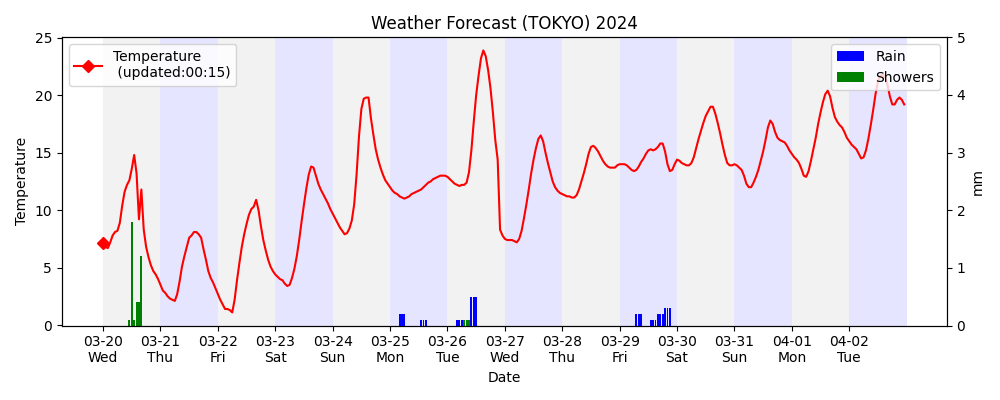 Weather Forecast (TOKYO) 2024
Temperature
(updated:00:15)
Rain
Showers
25
20
15
10
5
0
Temperature
5
4
3
2
1
0
mm
03-20 03-21 03-22 03-23 03-24 03-25 03-26 03-27 03-28 03-29 03-30 03-31 04-01 04-02
Wed Thu Fri Sat Sun Mon Tue Wed Thu Fri Sat Sun Mon Tue
Date